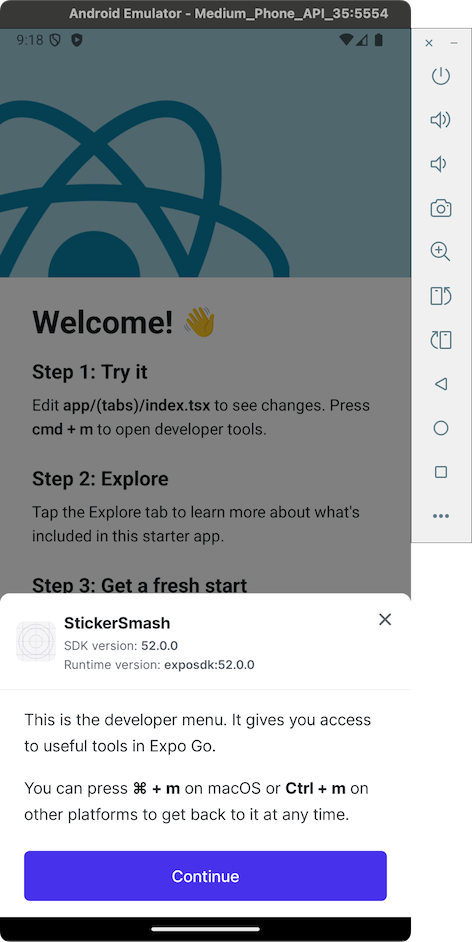 Android Emulator - Medium_Phone_API_35:5554
9:18
Welcome! 👋
Step 1: Try it
Edit app/(tabs)/index.tsx to see changes. Press
cmd + m to open developer tools.
Step 2: Explore
Tap the Explore tab to learn more about what's
included in this starter app.
Step 3: Get a fresh start
StickerSmash
SDK version: 52.0.0
Runtime version: exposdk:52.0.0
This is the developer menu. It gives you access
to useful tools in Expo Go.
You can press ⌘ + m on macOS or Ctrl + m on
other platforms to get back to it at any time.
Continue